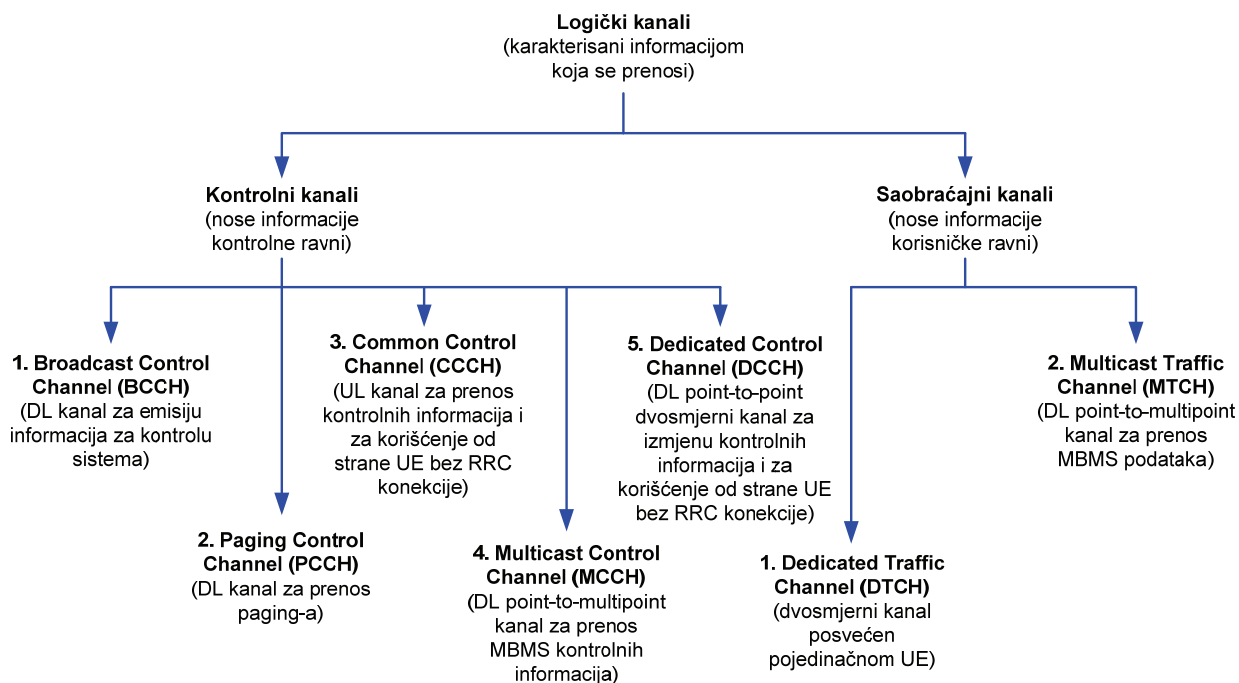 Logički kanali
(karakterisani informacijom
koja se prenosi)
Kontrolni kanali
(nose informacije
kontrolne ravni)
Saobraćajni kanali
(nose informacije
korisničke ravni)
1. Broadcast Control
Channel (BCCH)
(DL kanal za emisiju
informacija za kontrolu
sistema)
2. Paging Control
Channel (PCCH)
(DL kanal za prenos
paging-a)
3. Common Control
Channel (CCCH)
(UL kanal za prenos
kontrolnih informacija i
za korišćenje od
strane UE bez RRC
konekcije)
4. Multicast Control
Channel (MCCH)
(DL point-to-multipoint
kanal za prenos
MBMS kontrolnih
informacija)
5. Dedicated Control
Channel (DCCH)
(DL point-to-point
dvosmjerni kanal za
izmjenu kontrolnih
informacija i za
korišćenje od strane UE
bez RRC konekcije)
1. Dedicated Traffic
Channel (DTCH)
(dvosmjerni kanal
posvećen
pojedinačnom UE)
2. Multicast Traffic
Channel (MTCH)
(DL point-to-multipoint
kanal za prenos
MBMS podataka)